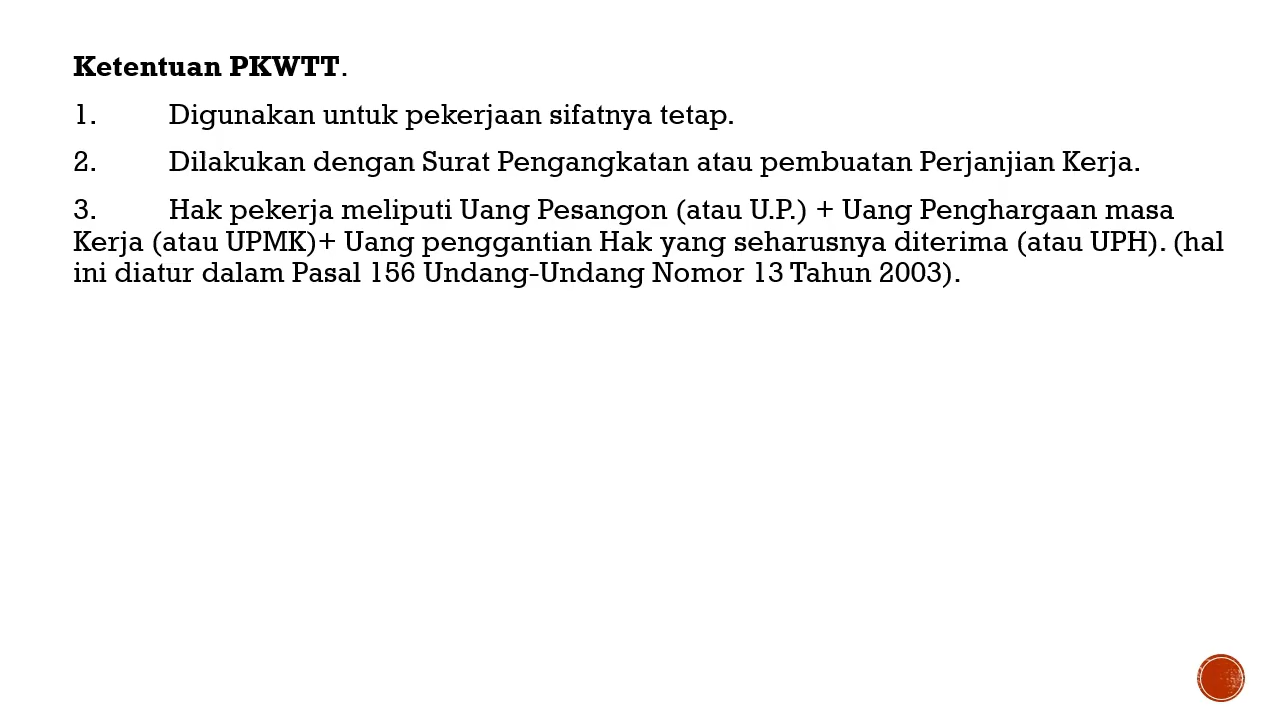 Ketentuan PKWTT.
1. Digunakan untuk pekerjaan sifatnya tetap.
2. Dilakukan dengan Surat Pengangkatan atau pembuatan Perjanjian Kerja.
3. Hak pekerja meliputi Uang Pesangon (atau U.P.) + Uang Penghargaan masa
Kerja (atau UPMK)+ Uang penggantian Hak yang seharusnya diterima (atau UPH). (hal
ini diatur dalam Pasal 156 Undang-Undang Nomor 13 Tahun 2003).